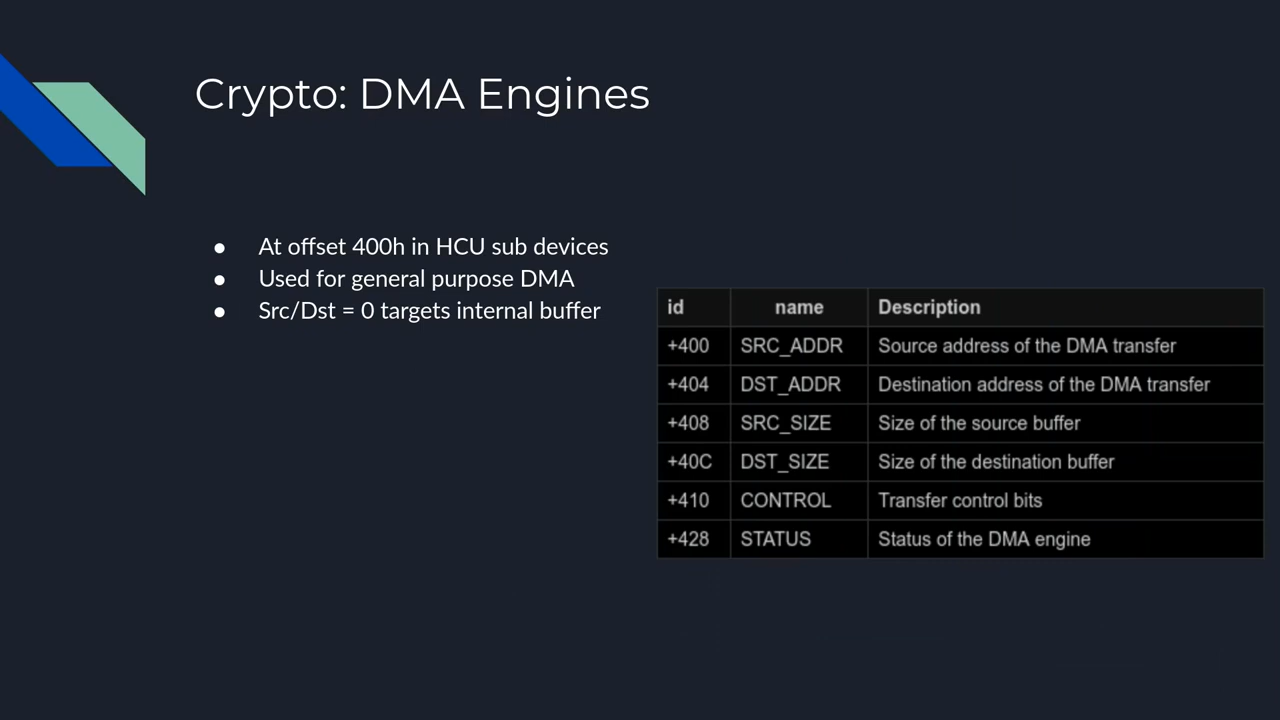 Crypto: DMA Engines
● At offset 400h in HCU sub devices
● Used for general purpose DMA
● Src/Dst = 0 targets internal buffer
id name Description
+400 SRC_ADDR Source address of the DMA transfer
+404 DST_ADDR Destination address of the DMA transfer
+408 SRC_SIZE Size of the source buffer
+40C DST_SIZE Size of the destination buffer
+410 CONTROL Transfer control bits
+428 STATUS Status of the DMA engine